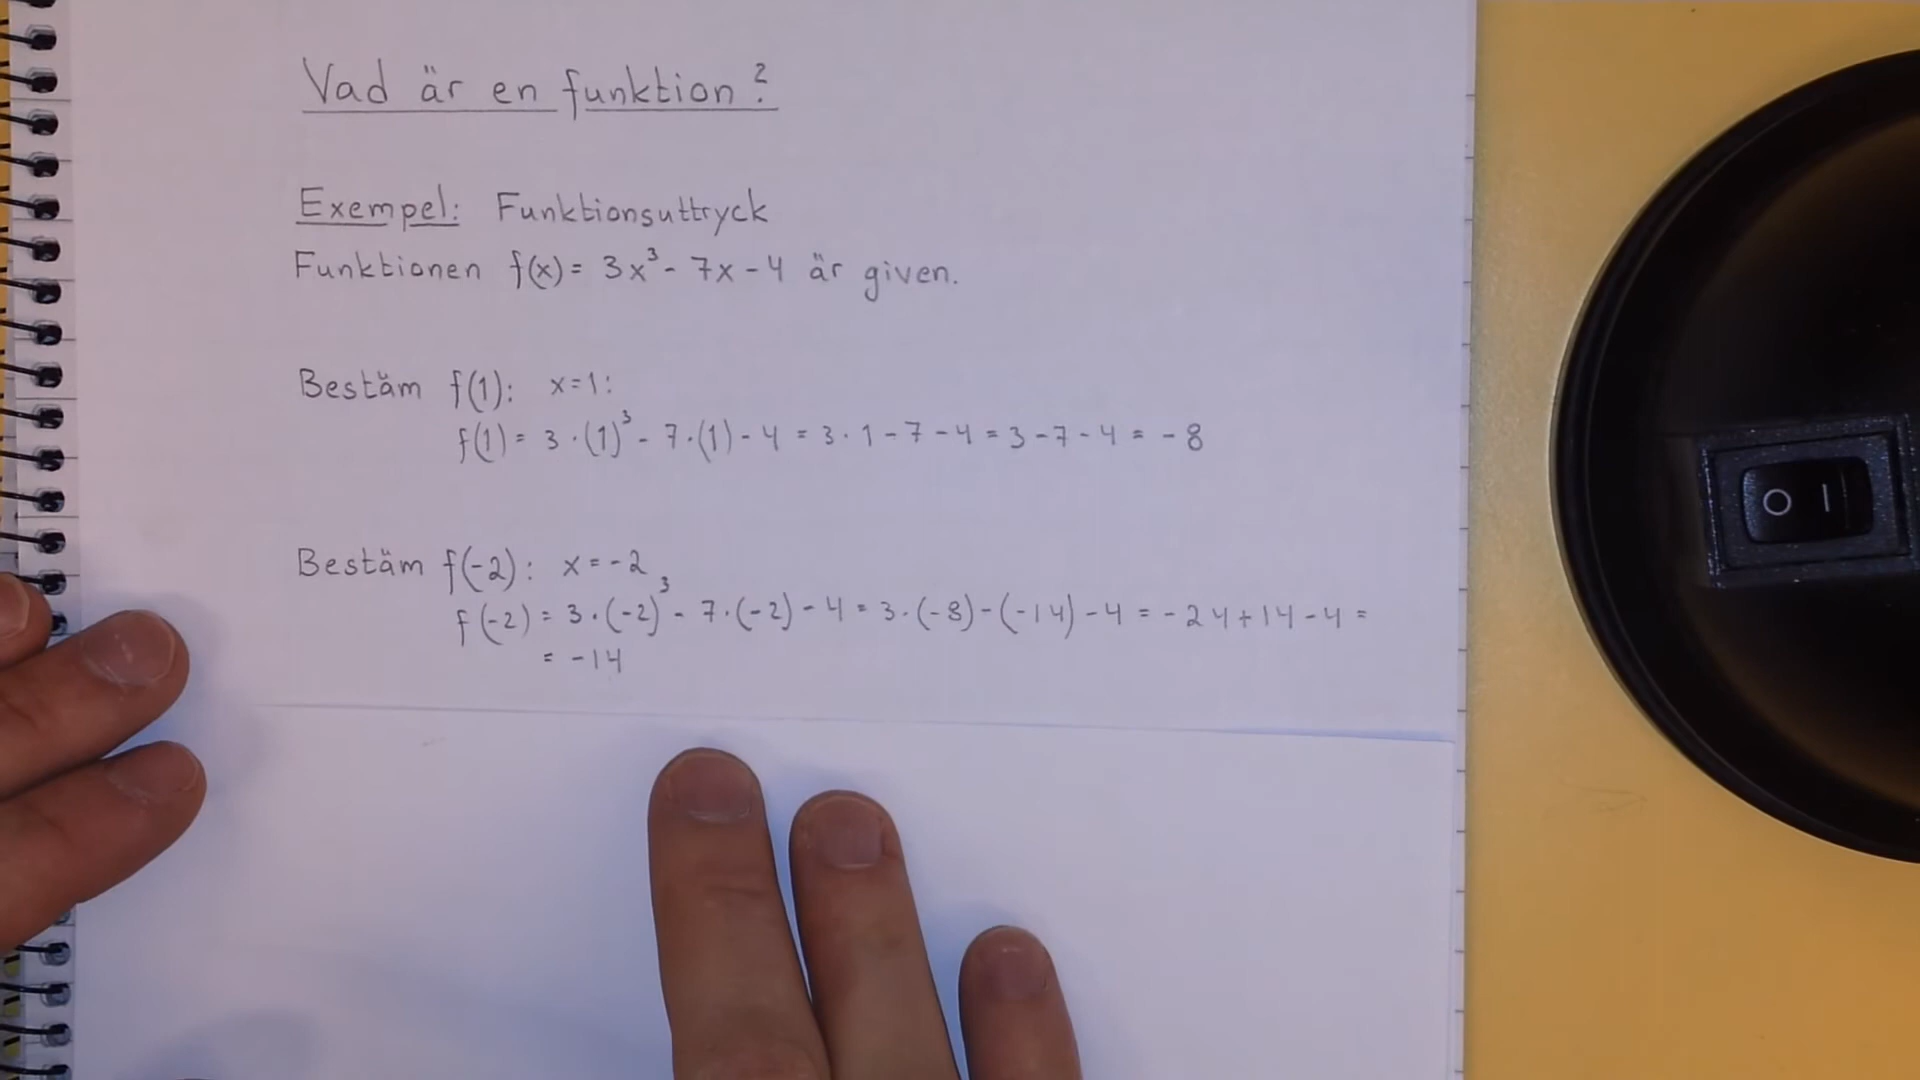 Vad är en funktion?
Exempel: Funktionsuttryck
Funktionen f(x) = 3x³ - 7x - 4 är given.
Bestäm f(1): x=1:
f(1) = 3 · (1)³ - 7 · (1) - 4 = 3 · 1 - 7 - 4 = 3 - 7 - 4 = - 8
Bestäm f(-2): x = -2
f(-2) = 3 · (-2)³ - 7 · (-2) - 4 = 3 · (-8) - (-14) - 4 = -24 + 14 - 4 =
= -14
O I